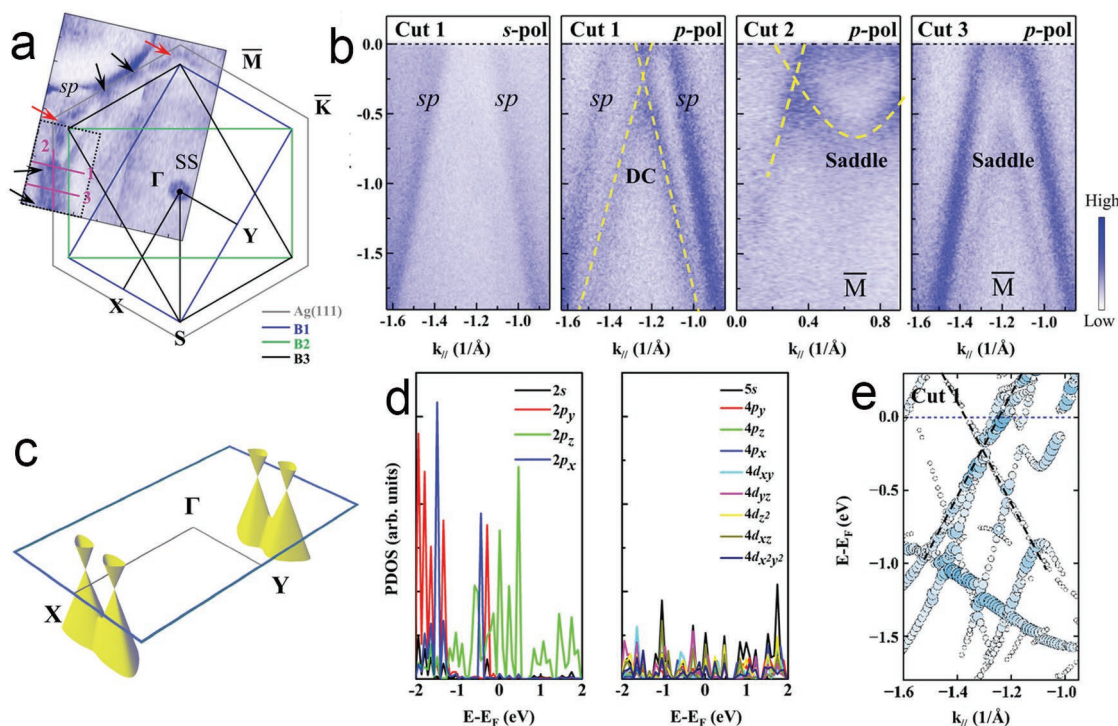 a
sp
M̅
K̅
SS
Γ
2
1
3
Y
X
S
Ag(111)
B1
B2
B3
b
Cut 1 s-pol
Cut 1 p-pol
Cut 2 p-pol
Cut 3 p-pol
0.0
-0.5
-1.0
-1.5
sp sp
sp sp
DC
Saddle
M̅
Saddle
M̅
-1.6 -1.4 -1.2 -1.0
-1.6 -1.4 -1.2 -1.0
0.0 0.4 0.8
-1.6 -1.4 -1.2 -1.0
k// (1/Å)
k// (1/Å)
k// (1/Å)
k// (1/Å)
High
Low
c
Γ
X
Y
d
PDOS (arb. units)
2s
2py
2pz
2px
-2 -1 0 1 2
E-EF (eV)
5s
4py
4pz
4px
4dxy
4dyz
4dz²
4dxz
4dx²y²
-2 -1 0 1 2
E-EF (eV)
e
Cut 1
E-EF (eV)
0.0
-0.5
-1.0
-1.5
-1.6 -1.4 -1.2 -1.0
k// (1/Å)